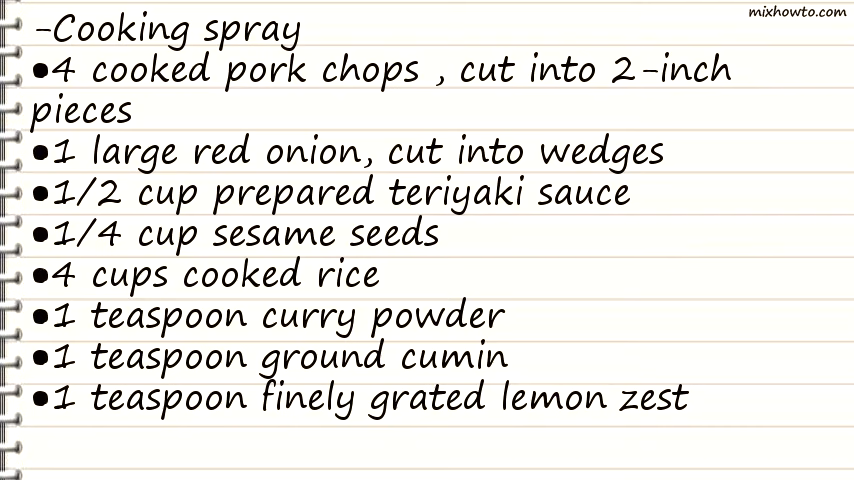 mixhowto.com
-Cooking spray
●4 cooked pork chops , cut into 2-inch
pieces
●1 large red onion, cut into wedges
●1/2 cup prepared teriyaki sauce
●1/4 cup sesame seeds
●4 cups cooked rice
●1 teaspoon curry powder
●1 teaspoon ground cumin
●1 teaspoon finely grated lemon zest